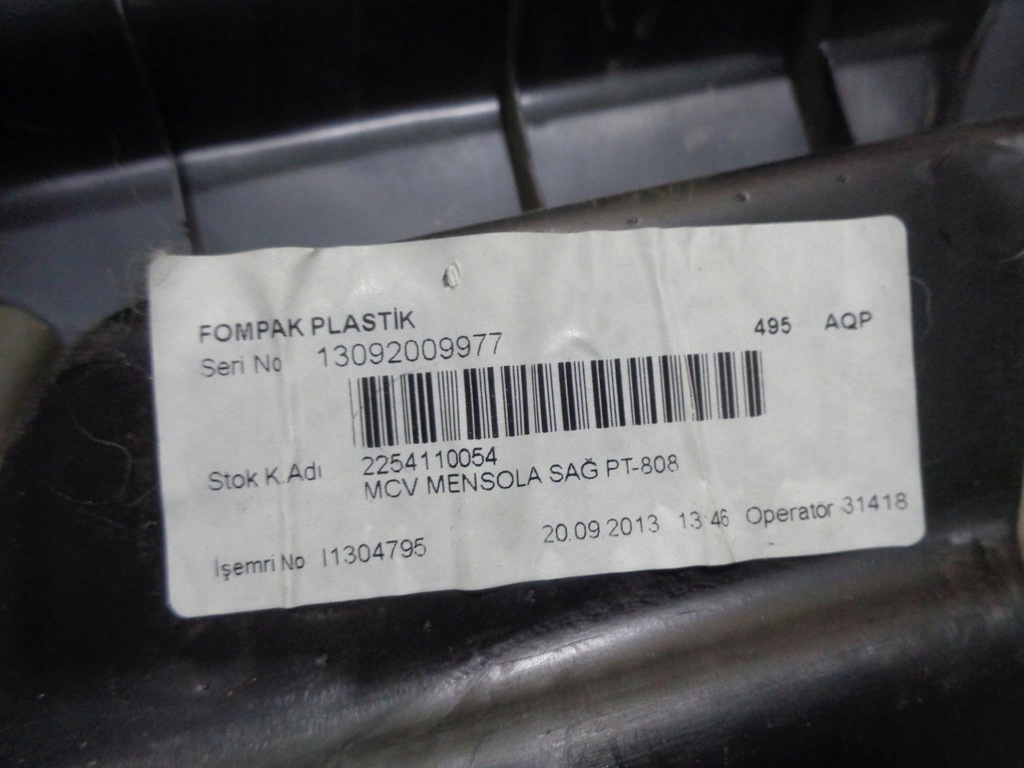 FOMPAK PLASTİK 495 AQP
Seri No 13092009977
Stok K.Adı 2254110054
MCV MENSOLA SAĞ PT-808
İşemri No I1304795 20.09.2013 13:46 Operatör 31418